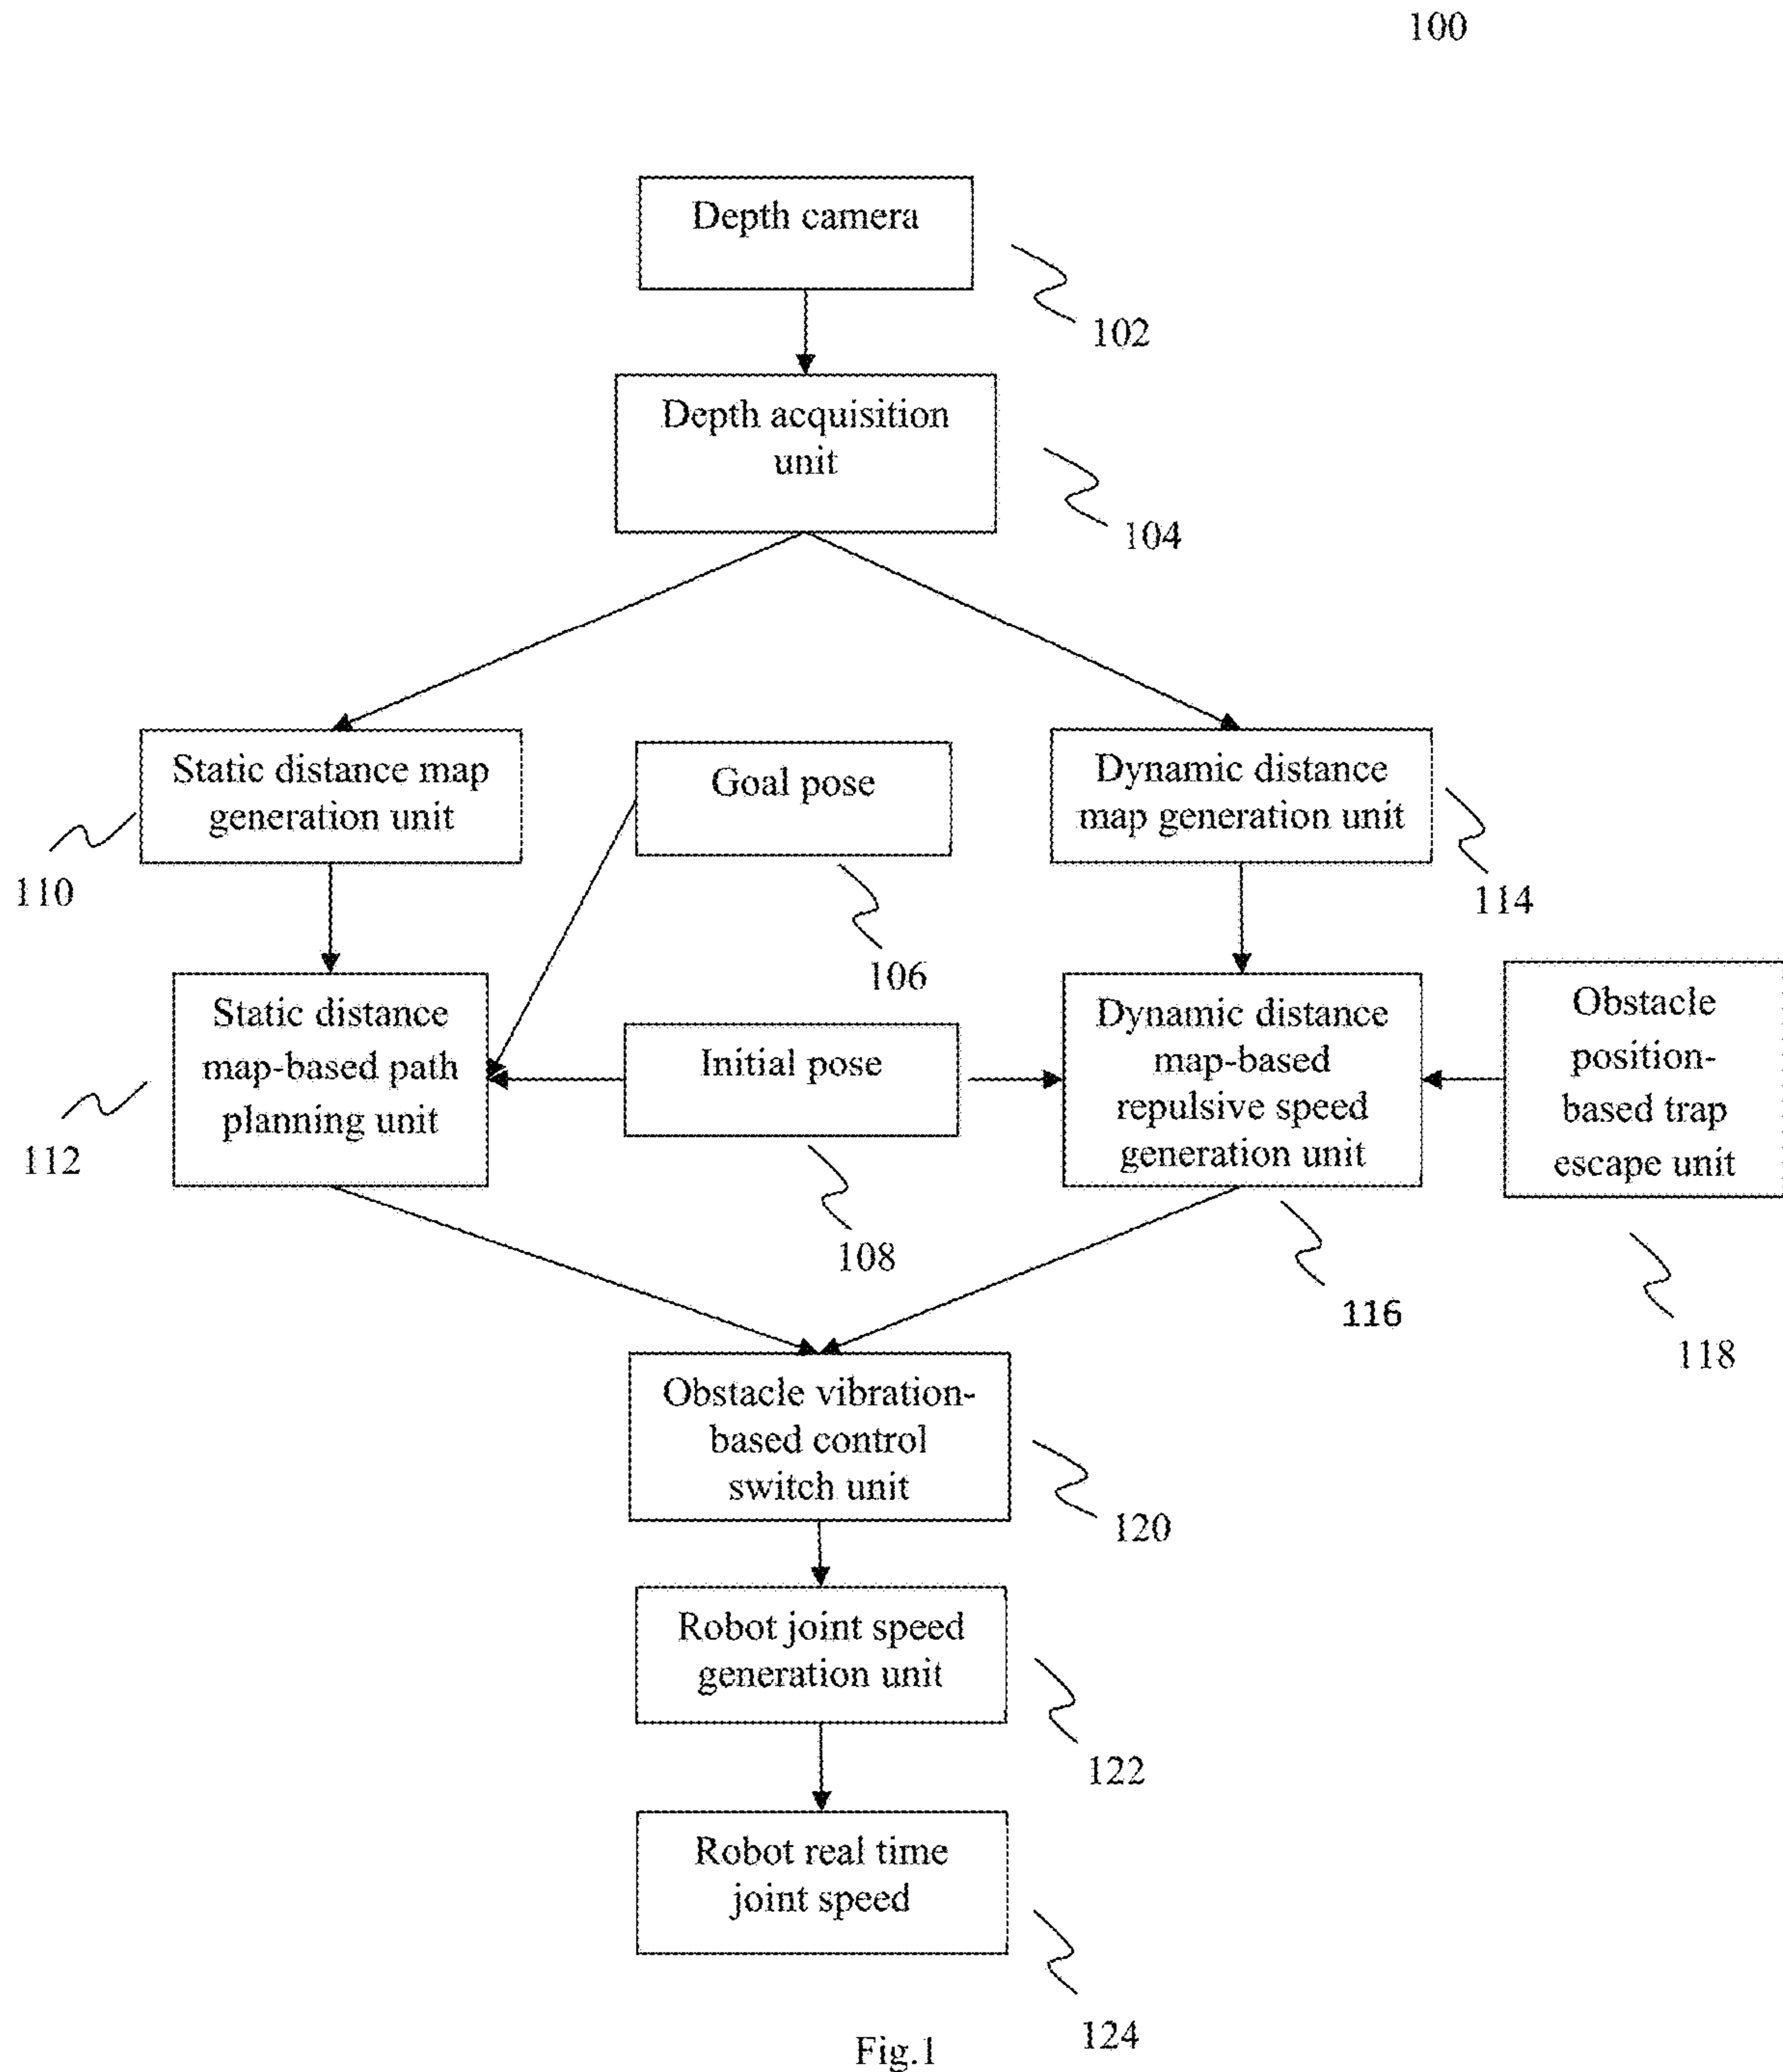 100
Depth camera
102
Depth acquisition
unit
104
Static distance map
generation unit
110
Goal pose
106
Dynamic distance
map generation unit
114
Static distance
map-based path
planning unit
112
Initial pose
108
Dynamic distance
map-based
repulsive speed
generation unit
116
Obstacle
position-
based trap
escape unit
118
Obstacle vibration-
based control
switch unit
120
Robot joint speed
generation unit
122
Robot real time
joint speed
124
Fig.1